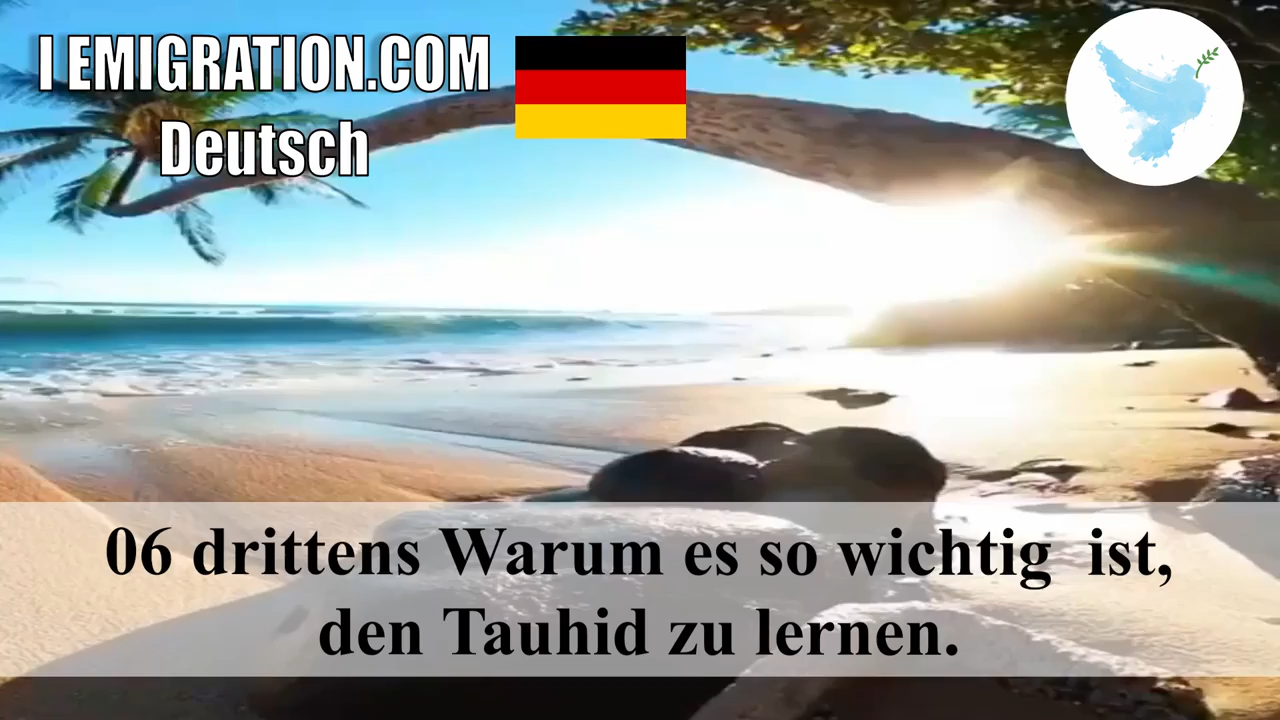 I EMIGRATION.COM
Deutsch
06 drittens Warum es so wichtig  ist,
den Tauhid zu lernen.